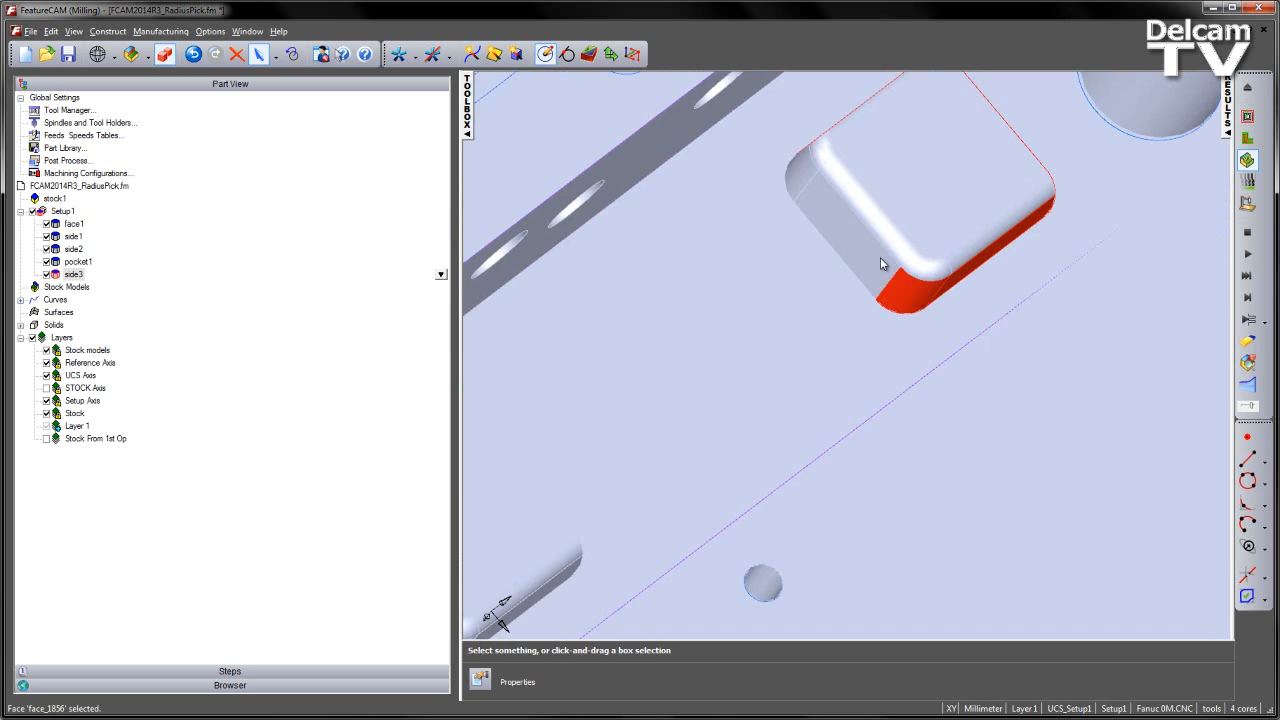 FeatureCAM (Milling) - [FCAM2014R3_RadiusPick.fm *]
File Edit View Construct Manufacturing Options Window Help
Delcam
TV
Part View
TOOLBOX
RESULTS
Global Settings
Tool Manager...
Spindles and Tool Holders...
Feeds Speeds Tables...
Part Library...
Post Process...
Machining Configurations...
FCAM2014R3_RadiusPick.fm
stock1
Setup1
face1
side1
side2
pocket1
side3
Stock Models
Curves
Surfaces
Solids
Layers
Stock models
Reference Axis
UCS Axis
STOCK Axis
Setup Axis
Stock
Layer 1
Stock From 1st Op
Select something, or click-and-drag a box selection
Steps
Properties
Browser
Face 'face_1856' selected.
XY Millimeter Layer 1 UCS_Setup1 Setup1 Fanuc 0M.CNC tools 4 cores